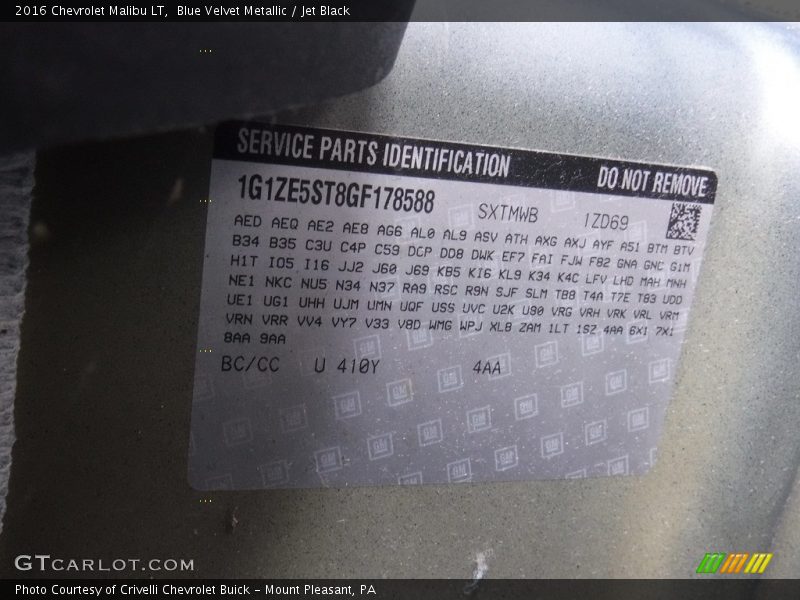 2016 Chevrolet Malibu LT,  Blue Velvet Metallic / Jet Black
SERVICE PARTS IDENTIFICATION DO NOT REMOVE
1G1ZE5ST8GF178588 SXTMWB 1ZD69
AED AEQ AE2 AE8 AG6 AL0 AL9 ASV ATH AXG AXJ AYF A51 BTM BTV
B34 B35 C3U C4P C59 DCP DD8 DWK EF7 FAI FJW FB2 GNA GNC G1M
H1T IO5 I16 JJ2 J60 J69 KB5 KI6 KL9 K34 K4C LFV LHD MAH MNH
NE1 NKC NU5 N34 N37 RA9 RSC R9N SJF SLM TB8 T4A T7E T83 UDD
UE1 UG1 UHH UJM UMN UQF USS UVC U2K U90 VRG VRH VRK VRL VRM
VRN VRR VV4 VY7 V33 V8D WMG WPJ XL8 ZAM 1LT 1SZ 4AA 6X1 7X1
8AA 9AA
BC/CC U 410Y 4AA
GTCARLOT.COM
Photo Courtesy of Crivelli Chevrolet Buick - Mount Pleasant, PA